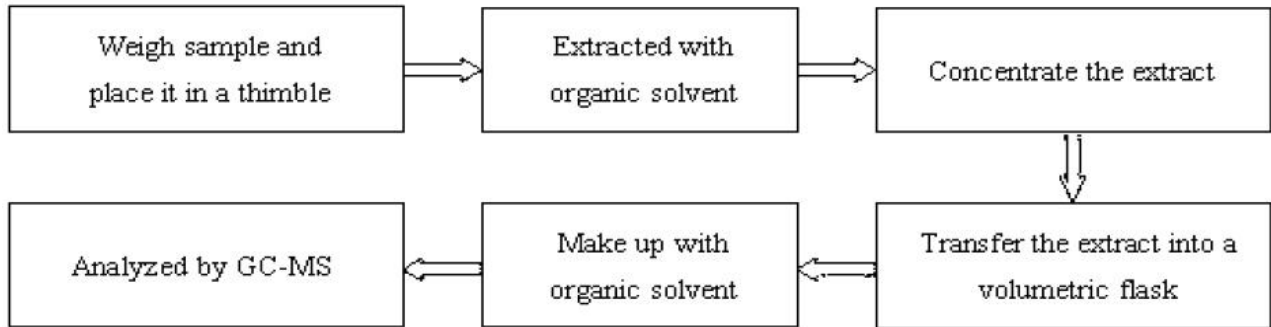 Weigh sample and
place it in a thimble
Extracted with
organic solvent
Concentrate the extract
Transfer the extract into a
volumetric flask
Make up with
organic solvent
Analyzed by GC-MS